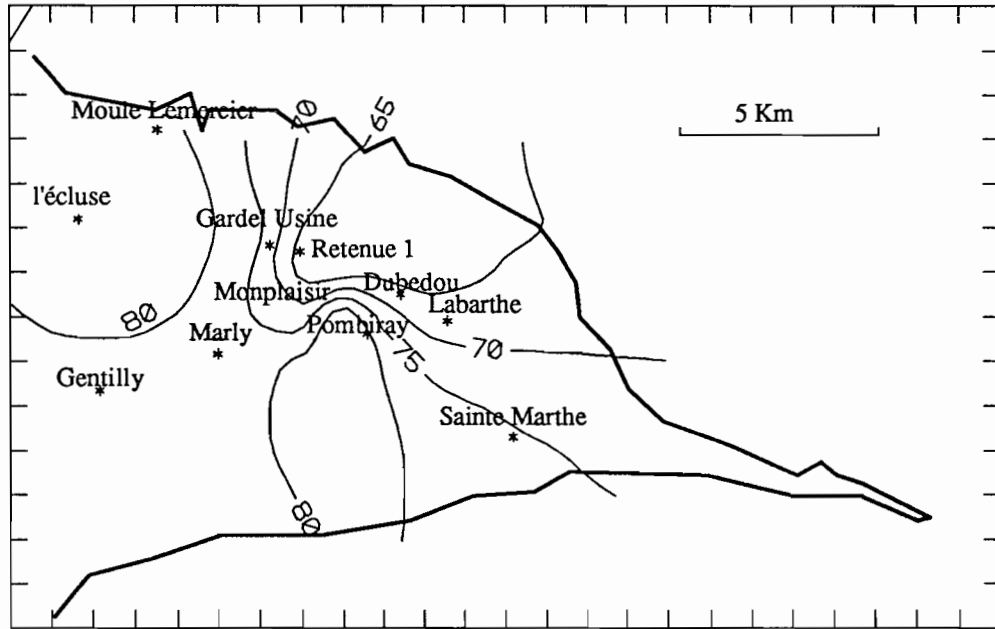 Moule Lemercier
70
65
5 Km
l'écluse
Gardel Usine
Retenue 1
Monplaisir
Dubedou
Labarthe
80
Marly
Pombiray
75
70
Gentilly
Sainte Marthe
80